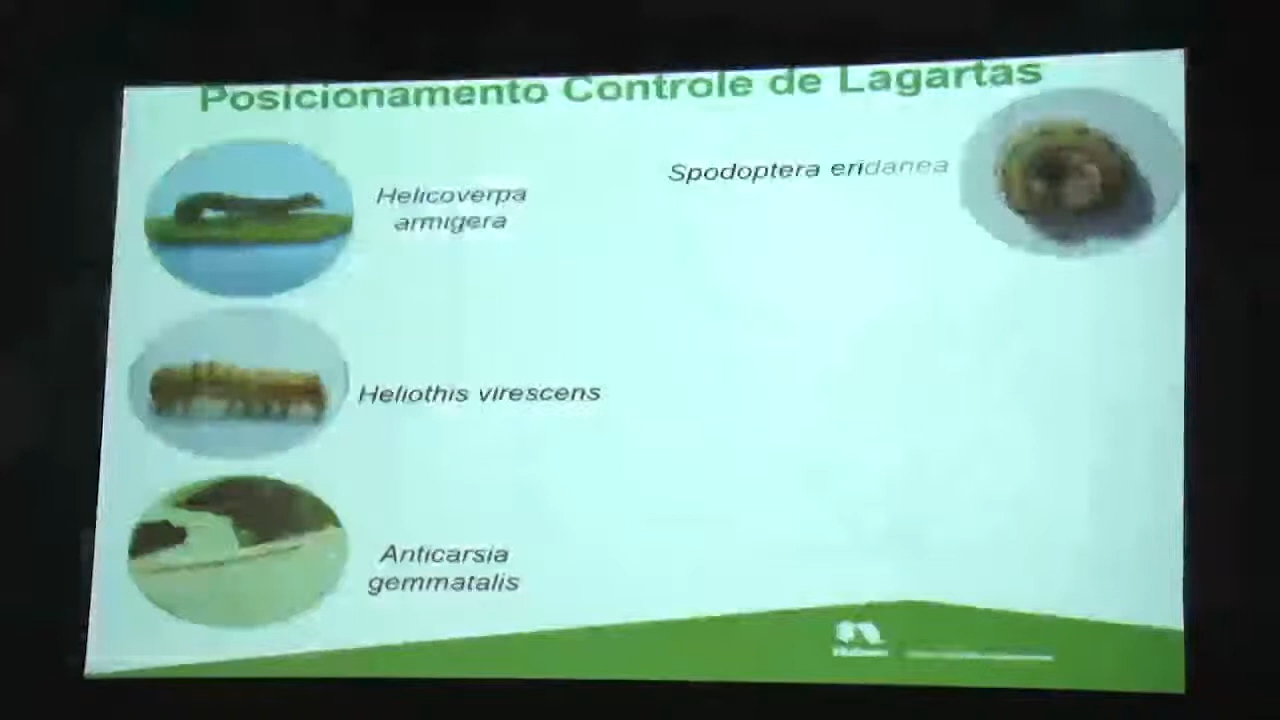 Posicionamento Controle de Lagartas
Helicoverpa
armigera
Spodoptera eridanea
Heliothis virescens
Anticarsia
gemmatalis